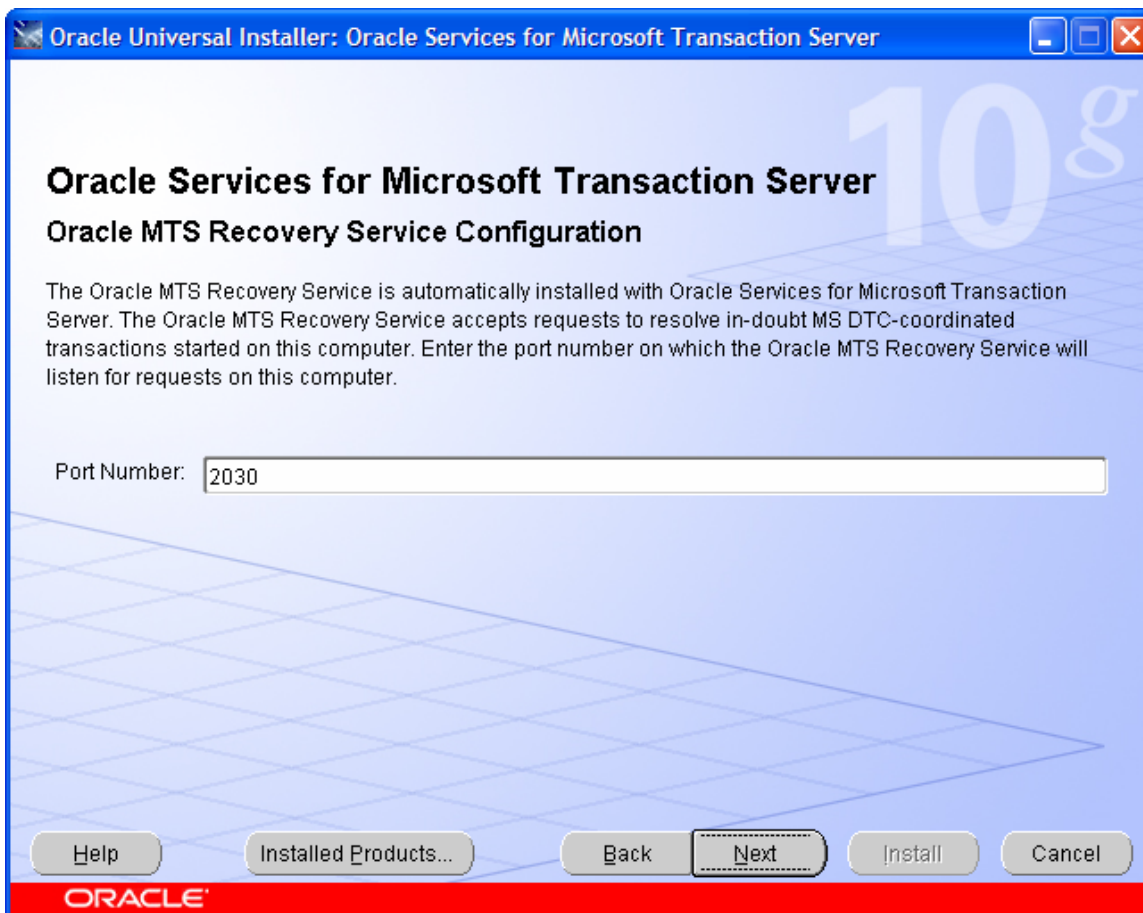 Oracle Universal Installer: Oracle Services for Microsoft Transaction Server
10g
Oracle Services for Microsoft Transaction Server
Oracle MTS Recovery Service Configuration
The Oracle MTS Recovery Service is automatically installed with Oracle Services for Microsoft Transaction
Server. The Oracle MTS Recovery Service accepts requests to resolve in-doubt MS DTC-coordinated
transactions started on this computer. Enter the port number on which the Oracle MTS Recovery Service will
listen for requests on this computer.
Port Number: 2030
Help Installed Products... Back Next Install Cancel
ORACLE